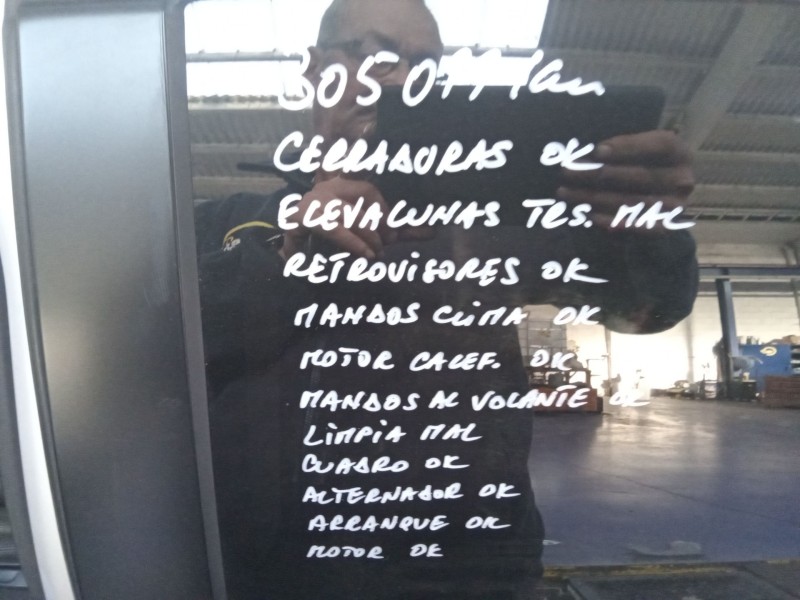 CERRADURAS OK
ELEVALUNAS TRS. MAL
RETROVISORES OK
MANDOS CLIMA OK
MOTOR CALEF. OK
MANDOS AL VOLANTE OK
LIMPIA MAL
CUADRO OK
ALTERNADOR OK
ARRANQUE OK
MOTOR OK